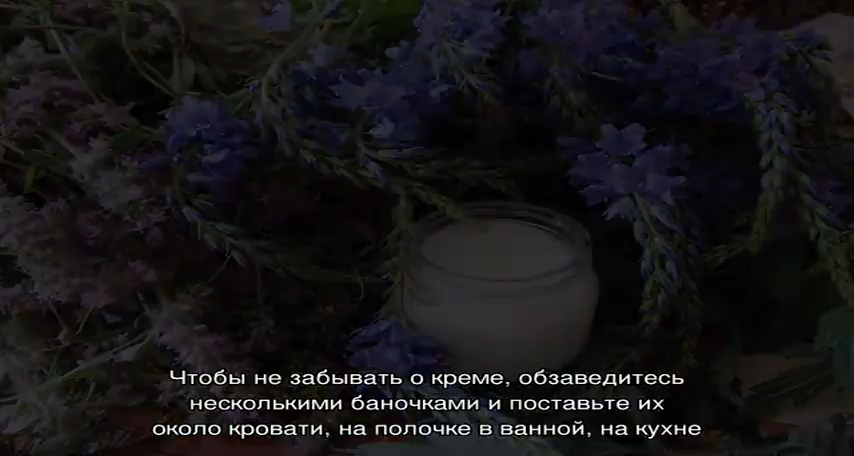 Чтобы не забывать о креме, обзаведитесь
несколькими баночками и поставьте их
около кровати, на полочке в ванной, на кухне